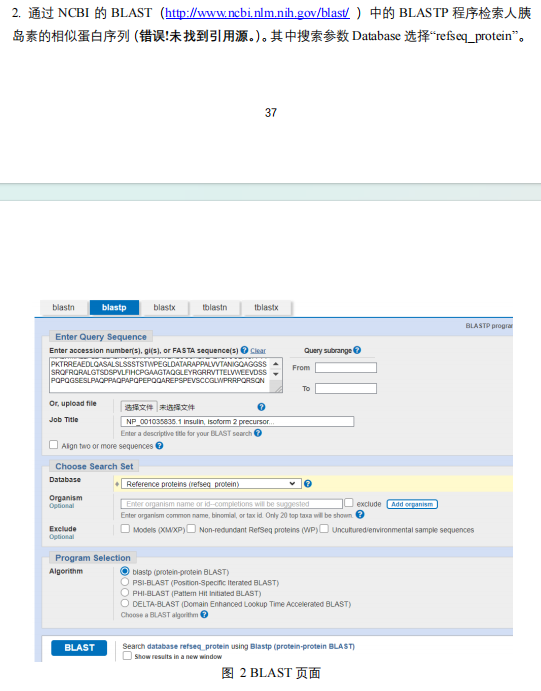 2. 通过 NCBI 的 BLAST（http://www.ncbi.nlm.nih.gov/blast/ ）中的 BLASTP 程序检索人胰
岛素的相似蛋白序列 (错误!未找到引用源。)。其中搜索参数 Database 选择“refseq_protein”。
37
blastn blastp blastx tblastn tblastx
BLASTP progra
Enter Query Sequence
Enter accession number(s), gi(s), or FASTA sequence(s) Clear Query subrange
PKTRREAEDLQASALSLSSSTSTWPEGLDATARAPPALVVTANIGQAGGSS
SRQFRQRALGTSDSPVLFIHCPGAAGTAQGLEYRGRRVTTELVWEEVDSS
PQPQGSESLPAQPPAQPAPQPEPQQAREPSPEVSCCGLWPRRPQRSQN
From
To
Or, upload file 选择文件 未选择文件
Job Title NP_001035835.1 insulin, isoform 2 precursor...
Enter a descriptive title for your BLAST search
Align two or more sequences
Choose Search Set
Database Reference proteins (refseq_protein)
Organism
Optional
Enter organism name or id--completions will be suggested exclude Add organism
Enter organism common name, binomial, or tax id. Only 20 top taxa will be shown.
Exclude
Optional
Models (XM/XP) Non-redundant RefSeq proteins (WP) Uncultured/environmental sample sequences
Program Selection
Algorithm blastp (protein-protein BLAST)
PSI-BLAST (Position-Specific Iterated BLAST)
PHI-BLAST (Pattern Hit Initiated BLAST)
DELTA-BLAST (Domain Enhanced Lookup Time Accelerated BLAST)
Choose a BLAST algorithm
BLAST Search database refseq_protein using Blastp (protein-protein BLAST)
Show results in a new window
图 2 BLAST 页面